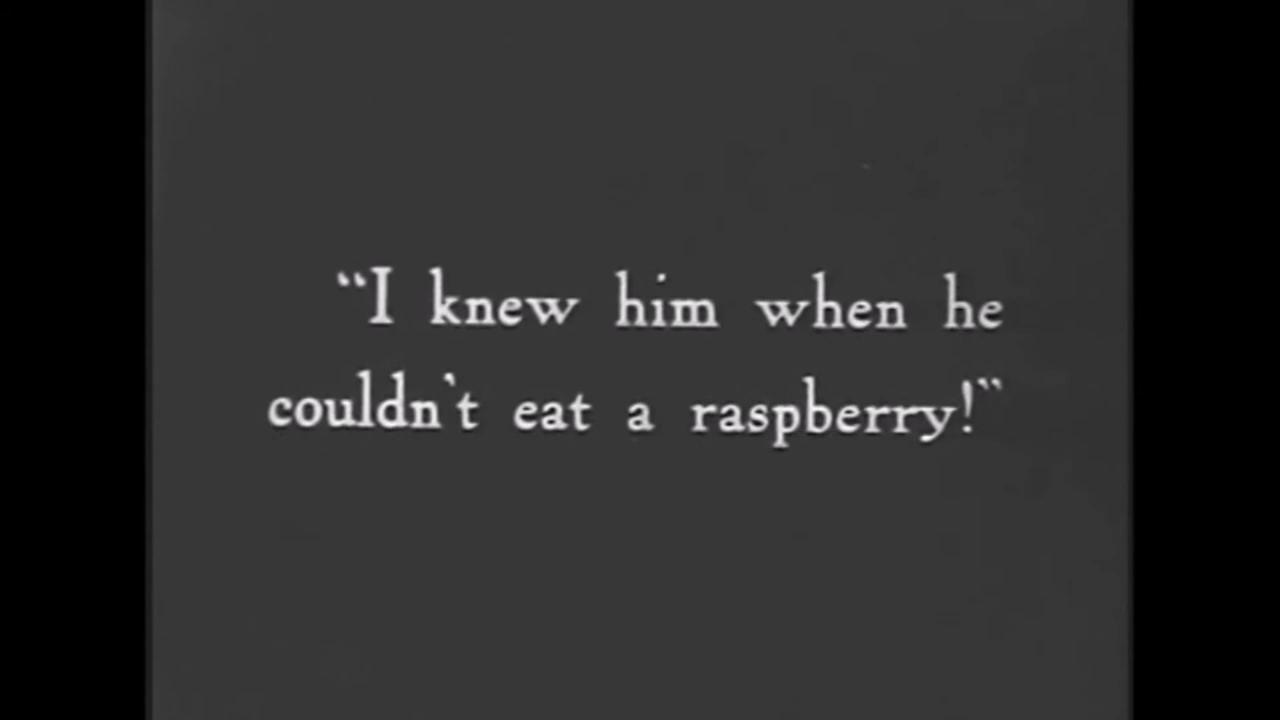 “I knew him when he
couldn't eat a raspberry!”